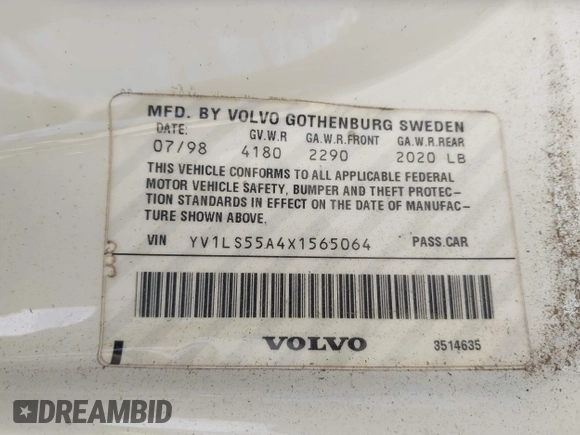 MFD. BY VOLVO GOTHENBURG SWEDEN
DATE: GV.W.R GA.W.R.FRONT GA.W.R.REAR
07/98 4180 2290 2020 LB
THIS VEHICLE CONFORMS TO ALL APPLICABLE FEDERAL
MOTOR VEHICLE SAFETY, BUMPER AND THEFT PROTEC-
TION STANDARDS IN EFFECT ON THE DATE OF MANUFAC-
TURE SHOWN ABOVE.
VIN YV1LS55A4X1565064 PASS.CAR
VOLVO 3514635
DREAMBID